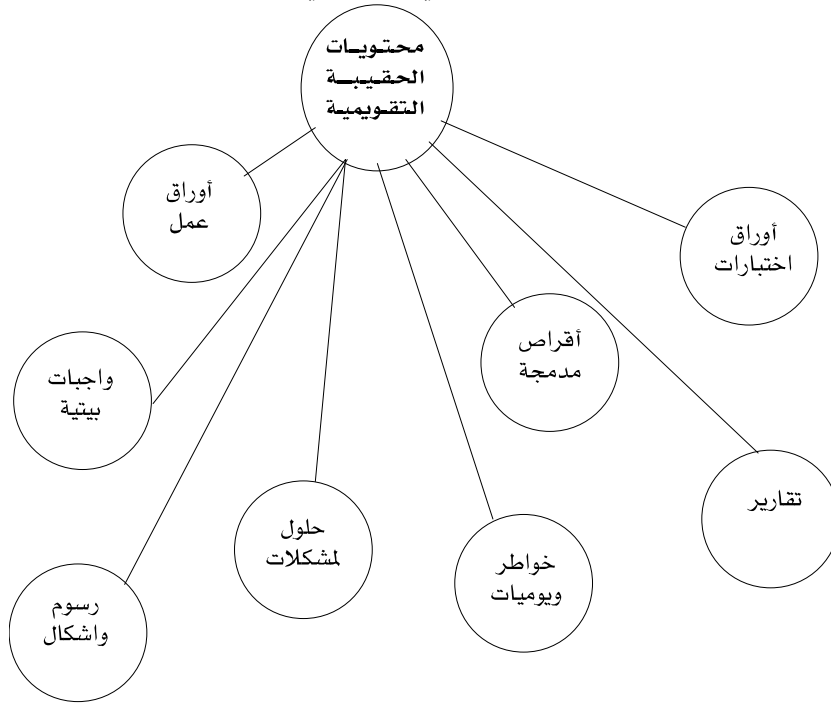 محتويات
الحقيبة
التقويمية
أوراق
اختبارات
أوراق
عمل
أقراص
مدمجة
واجبات
بيتية
تقارير
حلول
لمشكلات
خواطر
ويوميات
رسوم
واشكال